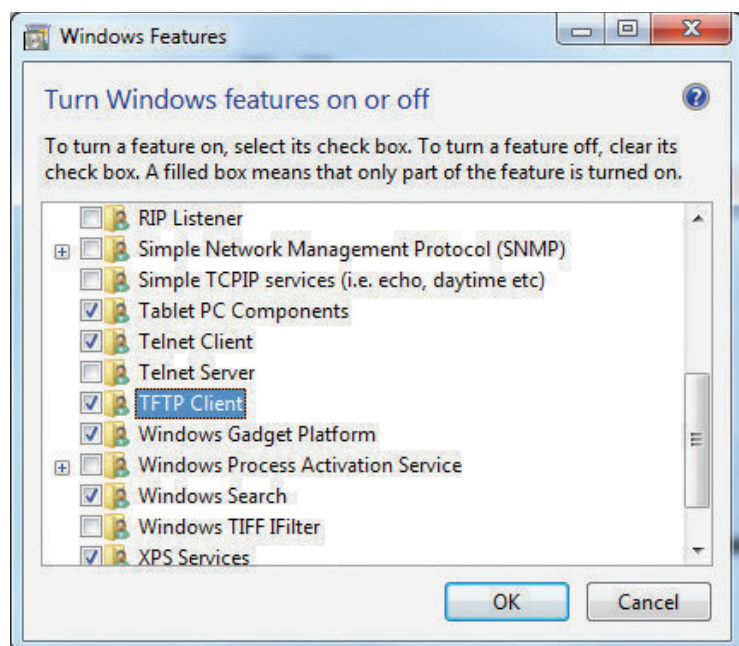 Windows Features
Turn Windows features on or off
To turn a feature on, select its check box. To turn a feature off, clear its
check box. A filled box means that only part of the feature is turned on.
RIP Listener
Simple Network Management Protocol (SNMP)
Simple TCPIP services (i.e. echo, daytime etc)
Tablet PC Components
Telnet Client
Telnet Server
TFTP Client
Windows Gadget Platform
Windows Process Activation Service
Windows Search
Windows TIFF IFilter
XPS Services
OK Cancel